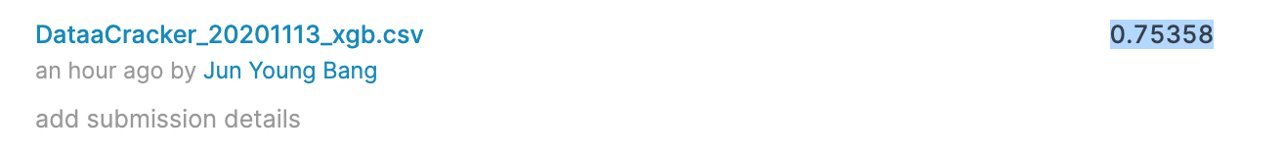 DataaCracker_20201113_xgb.csv 0.75358
an hour ago by Jun Young Bang
add submission details